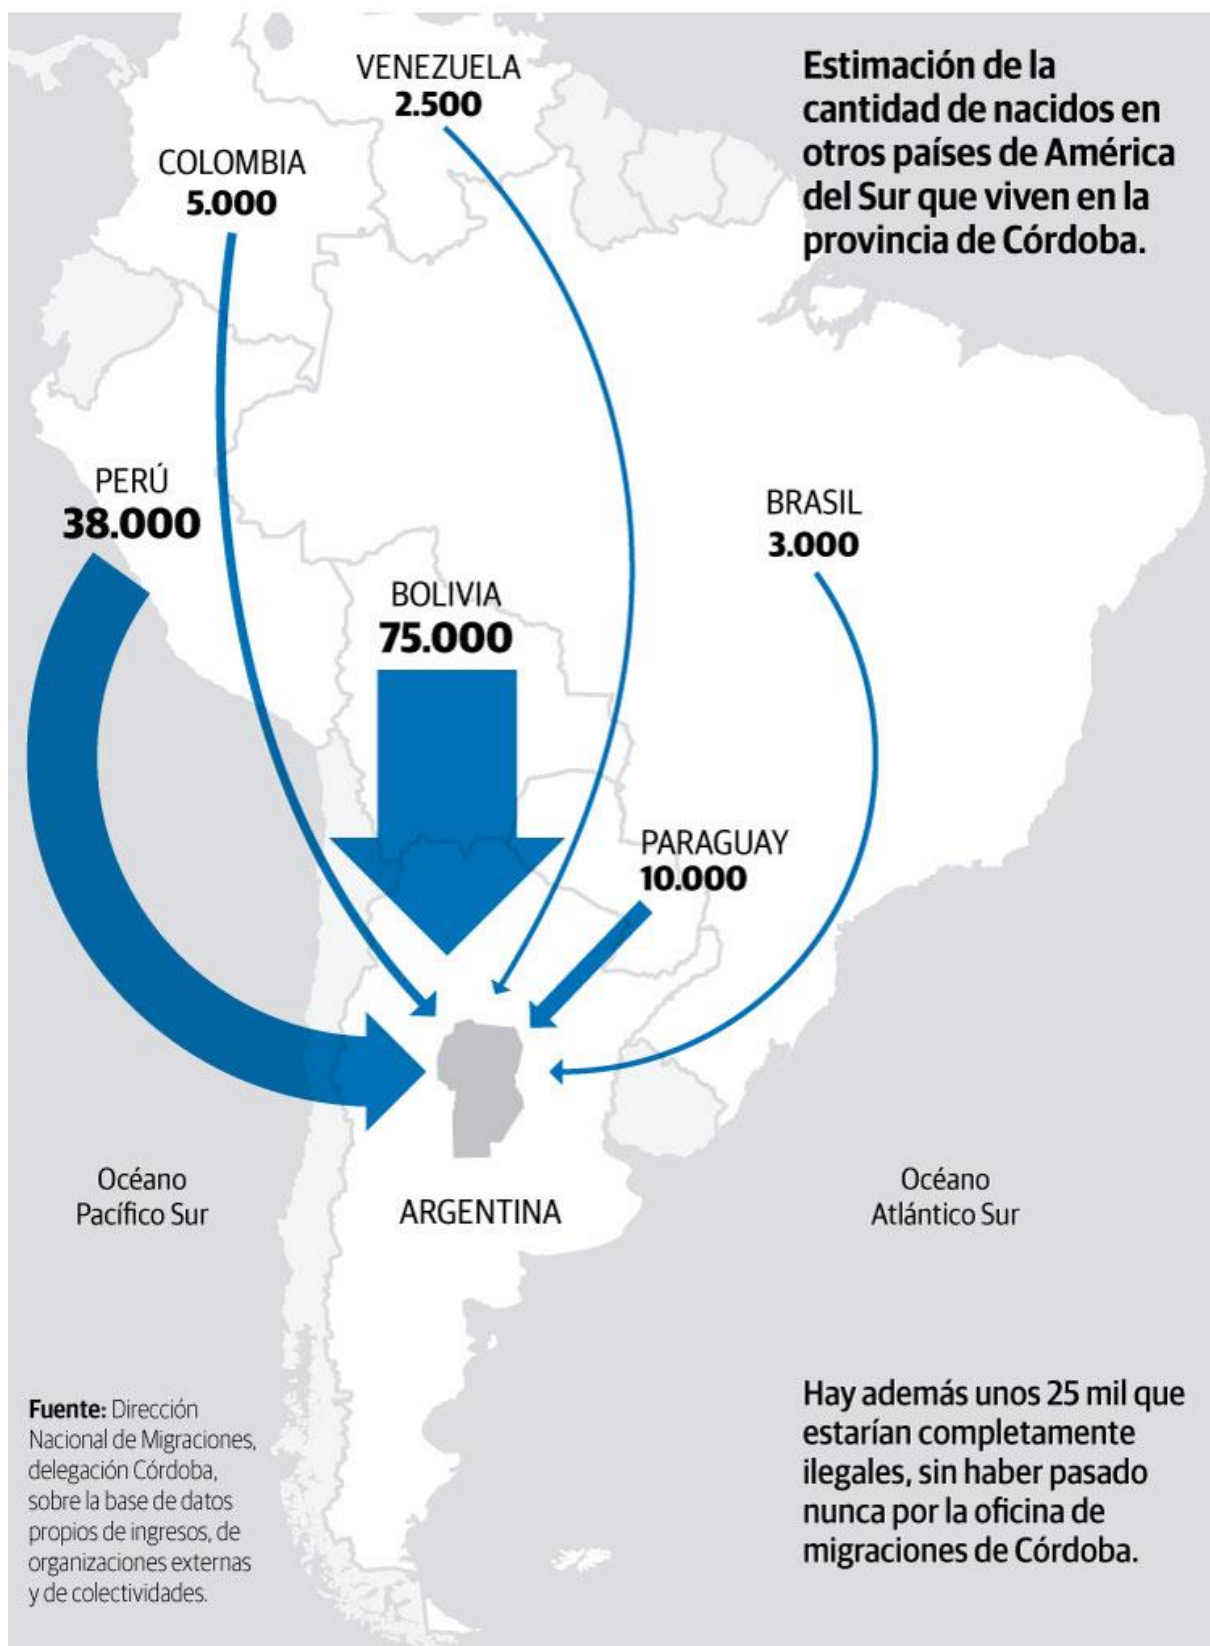 Estimación de la
cantidad de nacidos en
otros países de América
del Sur que viven en la
provincia de Córdoba.
VENEZUELA
2.500
COLOMBIA
5.000
PERÚ
38.000
BRASIL
3.000
BOLIVIA
75.000
PARAGUAY
10.000
Océano
Pacífico Sur
ARGENTINA
Océano
Atlántico Sur
Fuente: Dirección
Nacional de Migraciones,
delegación Córdoba,
sobre la base de datos
propios de ingresos, de
organizaciones externas
y de colectividades.
Hay además unos 25 mil que
estarían completamente
ilegales, sin haber pasado
nunca por la oficina de
migraciones de Córdoba.